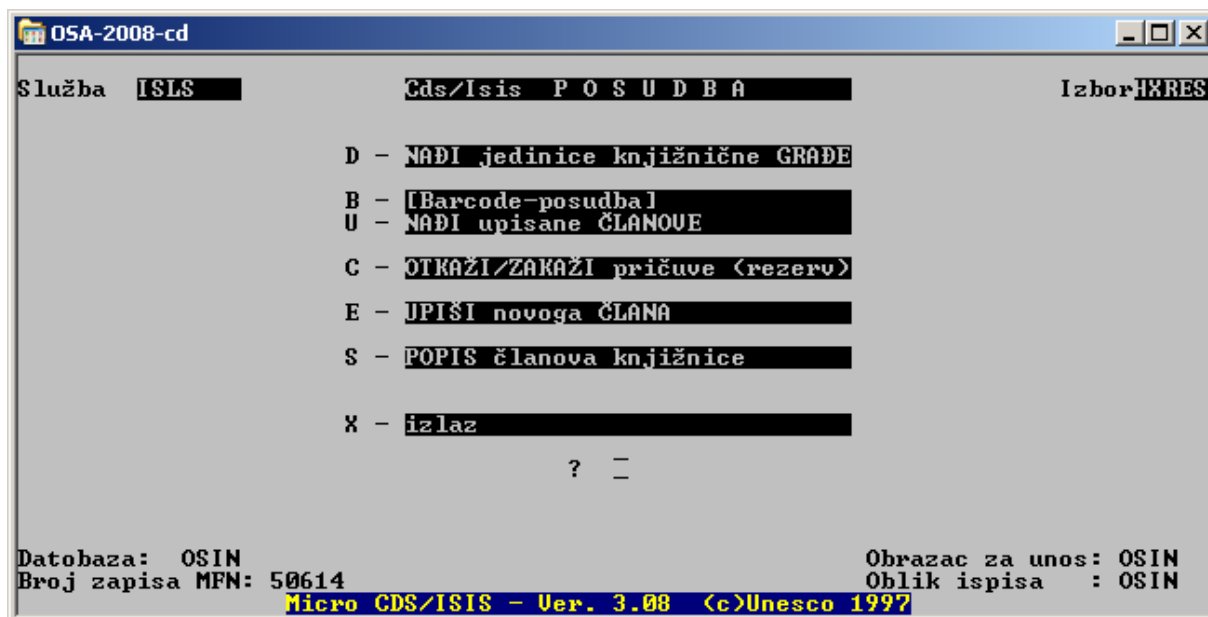 OSA-2008-cd
Služba ISLS Cds/Isis P O S U D B A Izbor HXRES
D - NAĐI jedinice knjižnične GRAĐE
B - [Barcode-posudba]
U - NAĐI upisane ČLANOVE
C - OTKAŽI/ZAKAŽI pričuve (rezerv)
E - UPIŠI novoga ČLANA
S - POPIS članova knjižnice
X - izlaz
? _
Datobaza: OSIN Obrazac za unos: OSIN
Broj zapisa MFN: 50614 Oblik ispisa : OSIN
Micro CDS/ISIS - Ver. 3.08 (c)Unesco 1997